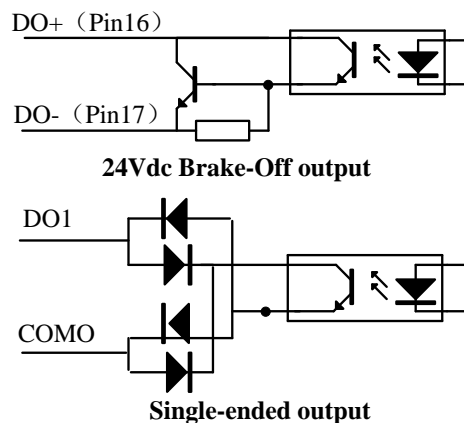 DO+（Pin16）
DO-（Pin17）
24Vdc Brake-Off output
DO1
COMO
Single-ended output